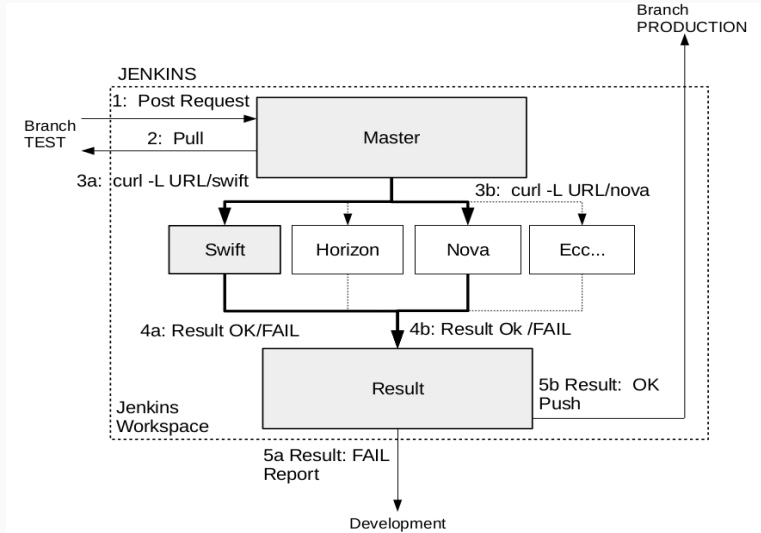 Branch
PRODUCTION
JENKINS
1: Post Request
Branch
TEST
2: Pull
Master
3a: curl -L URL/swift
3b: curl -L URL/nova
Swift
Horizon
Nova
Ecc...
4a: Result OK/FAIL
4b: Result Ok /FAIL
Result
5b Result: OK
Push
Jenkins
Workspace
5a Result: FAIL
Report
Development